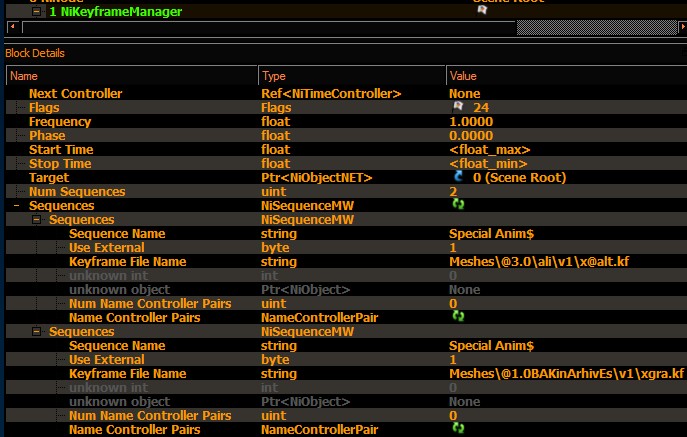 1 NiKeyframeManager
Block Details
Name Type Value
Next Controller Ref<NiTimeController> None
Flags Flags 24
Frequency float 1.0000
Phase float 0.0000
Start Time float <float_max>
Stop Time float <float_min>
Target Ptr<NiObjectNET> 0 (Scene Root)
Num Sequences uint 2
Sequences NiSequenceMW
Sequences NiSequenceMW
Sequence Name string Special Anim$
Use External byte 1
Keyframe File Name string Meshes\@3.0\ali\v1\x@alt.kf
unknown int int 0
unknown object Ptr<NiObject> None
Num Name Controller Pairs uint 0
Name Controller Pairs NameControllerPair
Sequences NiSequenceMW
Sequence Name string Special Anim$
Use External byte 1
Keyframe File Name string Meshes\@1.0BAKinArhivEs\v1\xgra.kf
unknown int int 0
unknown object Ptr<NiObject> None
Num Name Controller Pairs uint 0
Name Controller Pairs NameControllerPair